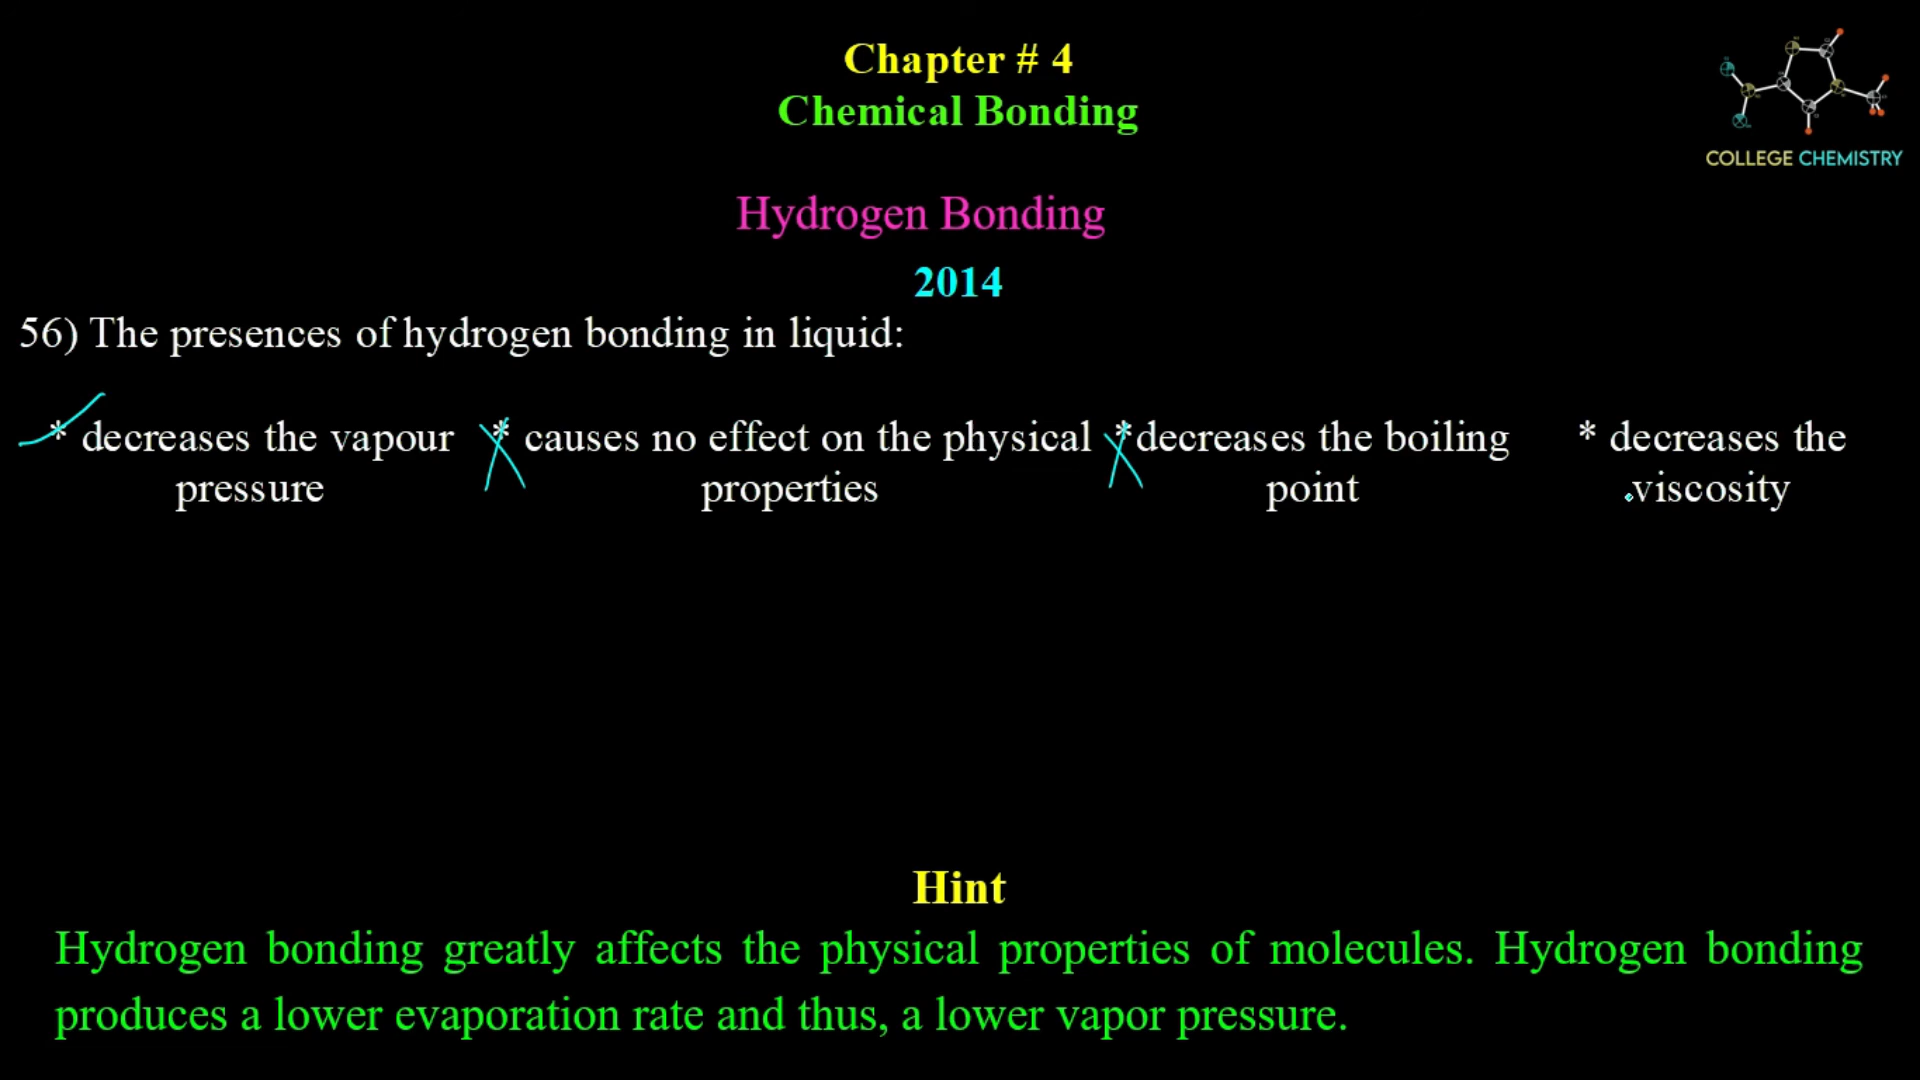 Chapter # 4
Chemical Bonding
COLLEGE CHEMISTRY
Hydrogen Bonding
2014
56) The presences of hydrogen bonding in liquid:
* decreases the vapour pressure
* causes no effect on the physical properties
* decreases the boiling point
* decreases the viscosity
Hint
Hydrogen bonding greatly affects the physical properties of molecules. Hydrogen bonding
produces a lower evaporation rate and thus, a lower vapor pressure.